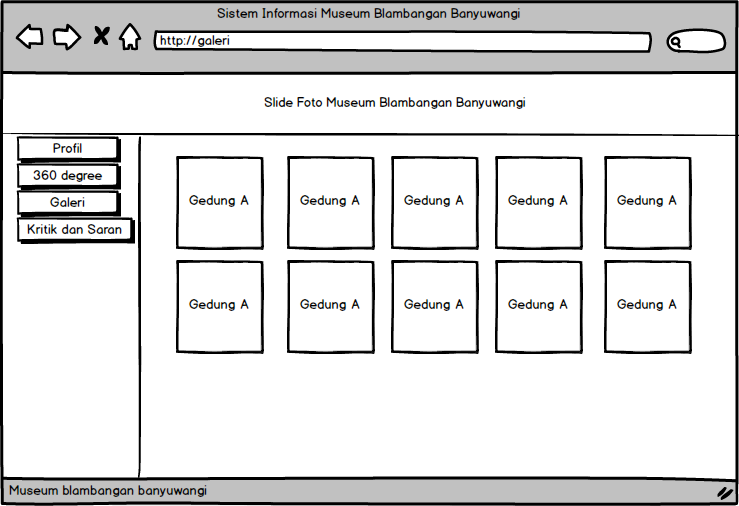 Sistem Informasi Museum Blambangan Banyuwangi
http://galeri
Slide Foto Museum Blambangan Banyuwangi
Profil
360 degree
Galeri
Kritik dan Saran
Gedung A Gedung A Gedung A Gedung A Gedung A
Gedung A Gedung A Gedung A Gedung A Gedung A
Museum blambangan banyuwangi